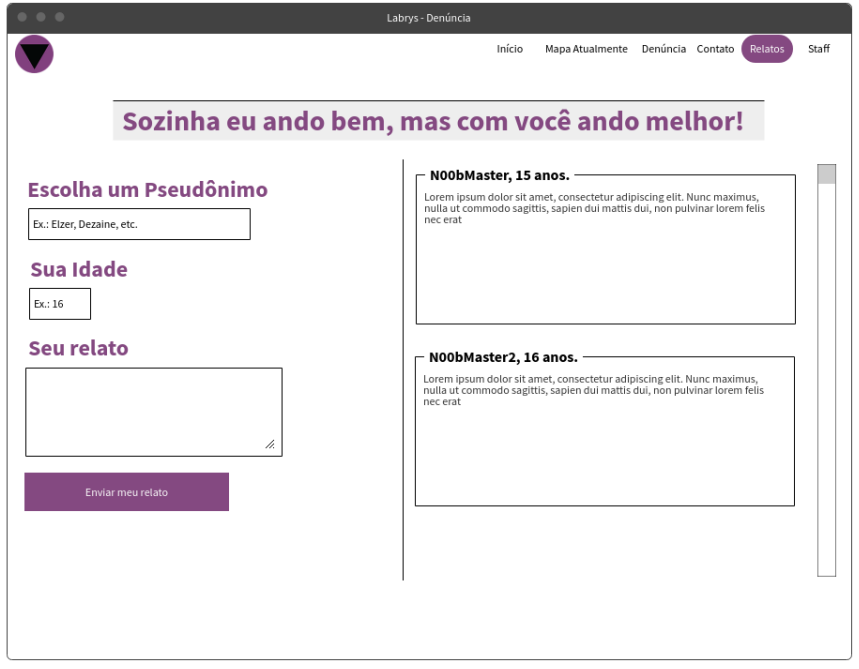 Labrys - Denúncia
Início Mapa Atualmente Denúncia Contato Relatos Staff
Sozinha eu ando bem, mas com você ando melhor!
Escolha um Pseudônimo
Ex.: Elzer, Dezaine, etc.
Sua Idade
Ex.: 16
Seu relato
Enviar meu relato
N00bMaster, 15 anos.
Lorem ipsum dolor sit amet, consectetur adipiscing elit. Nunc maximus,
nulla ut commodo sagittis, sapien dui mattis dui, non pulvinar lorem felis
nec erat
N00bMaster2, 16 anos.
Lorem ipsum dolor sit amet, consectetur adipiscing elit. Nunc maximus,
nulla ut commodo sagittis, sapien dui mattis dui, non pulvinar lorem felis
nec erat